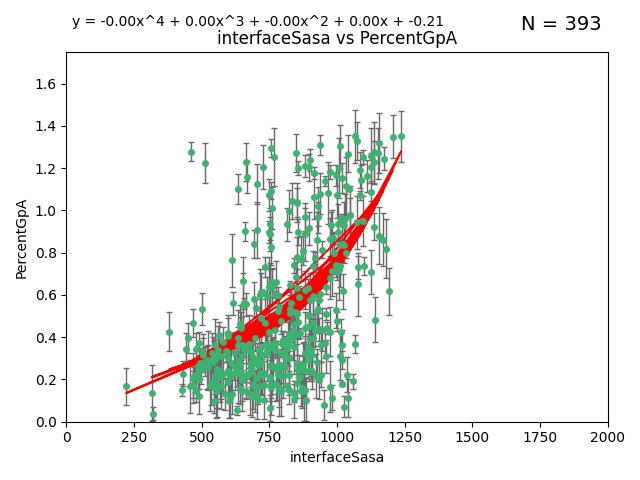 y = -0.00x^4 + 0.00x^3 + -0.00x^2 + 0.00x + -0.21
N = 393
interfaceSasa vs PercentGpA
PercentGpA
1.6
1.4
1.2
1.0
0.8
0.6
0.4
0.2
0.0
0 250 500 750 1000 1250 1500 1750 2000
interfaceSasa